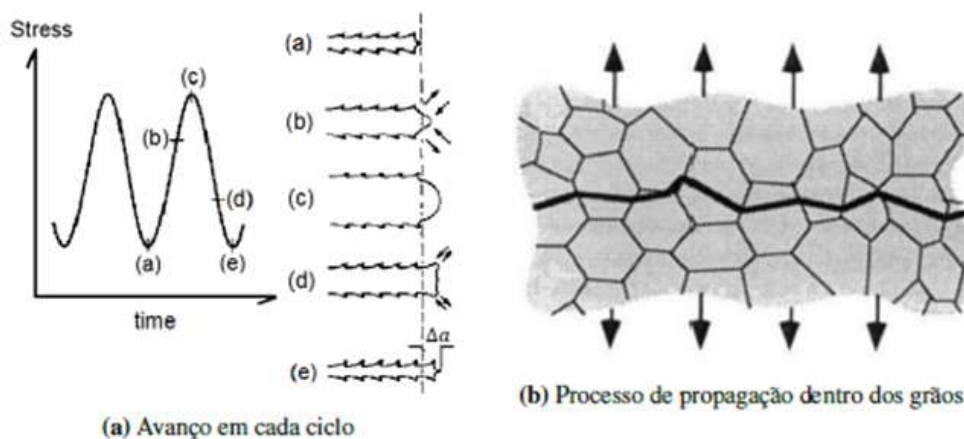 Stress
(c)
(b)
(d)
(a)
(e)
time
(a)
(b)
(c)
(d)
Δa
(e)
(a) Avanço em cada ciclo
(b) Processo de propagação dentro dos grãos